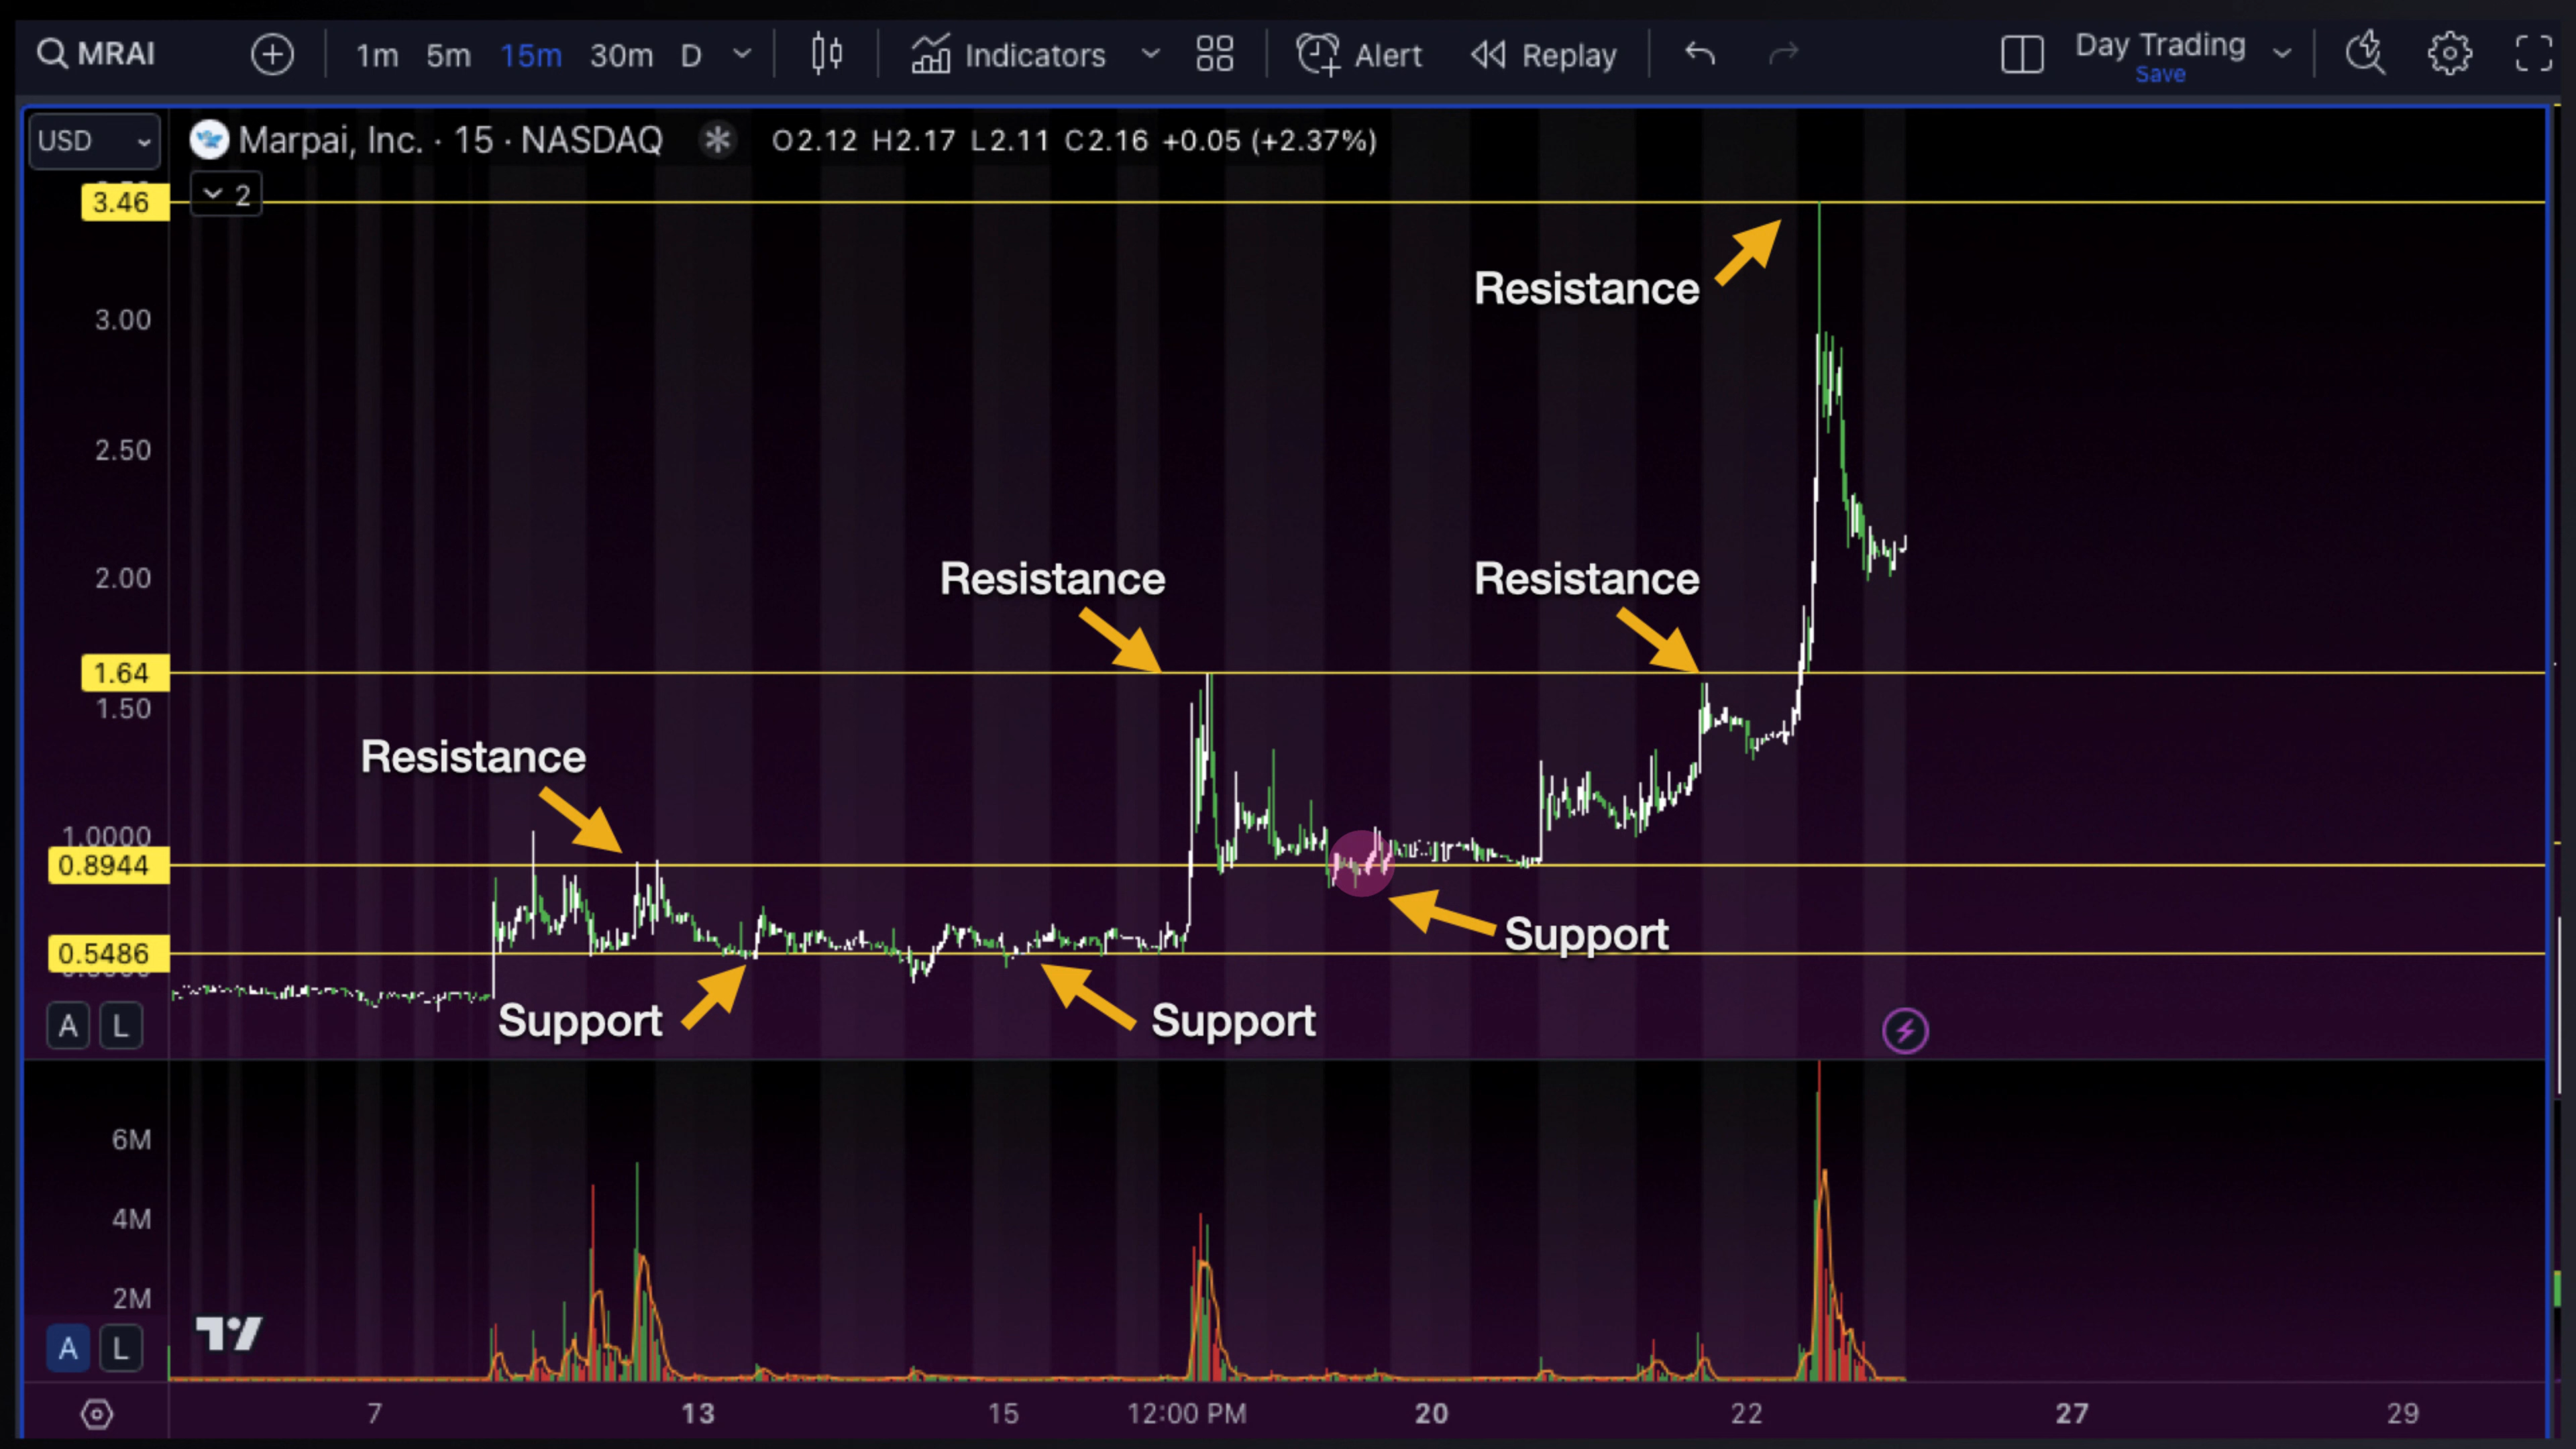 MRAI 1m 5m 15m 30m D Indicators Alert Replay Day Trading
Save
USD Marpai, Inc. · 15 · NASDAQ O2.12 H2.17 L2.11 C2.16 +0.05 (+2.37%)
2
3.46
Resistance
3.00
2.50
2.00
Resistance Resistance
1.64
1.50
Resistance
1.0000
0.8944
Support
0.5486
Support Support
A L
6M
4M
2M
A L
7 13 15 12:00 PM 20 22 27 29